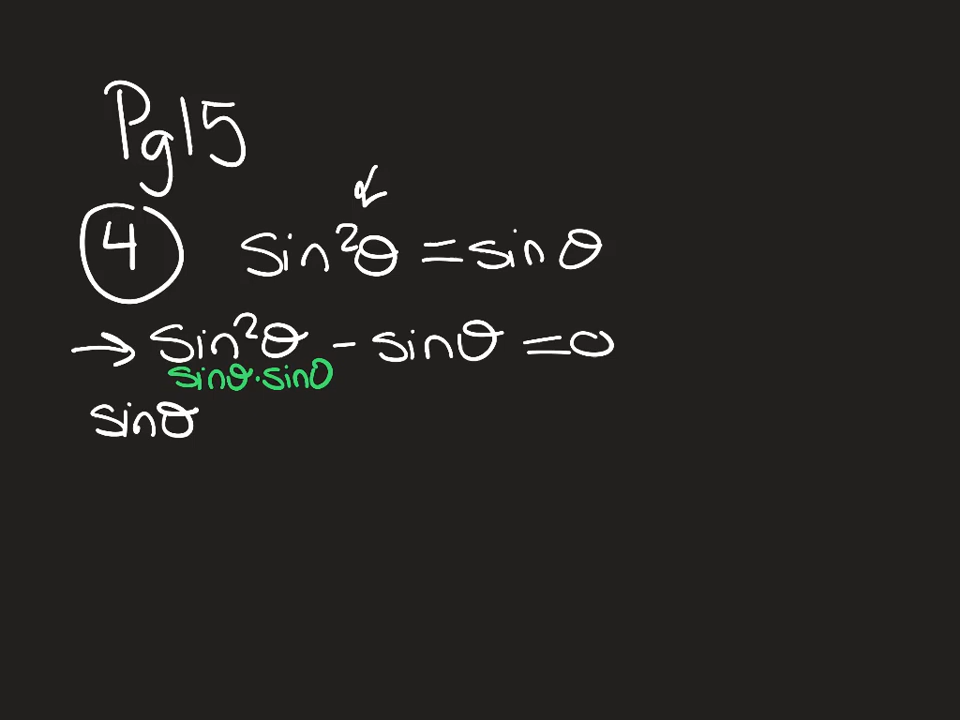 Pg15
④ sin²θ = sinθ
→ sin²θ - sinθ = 0
sinθ·sinθ
sinθ